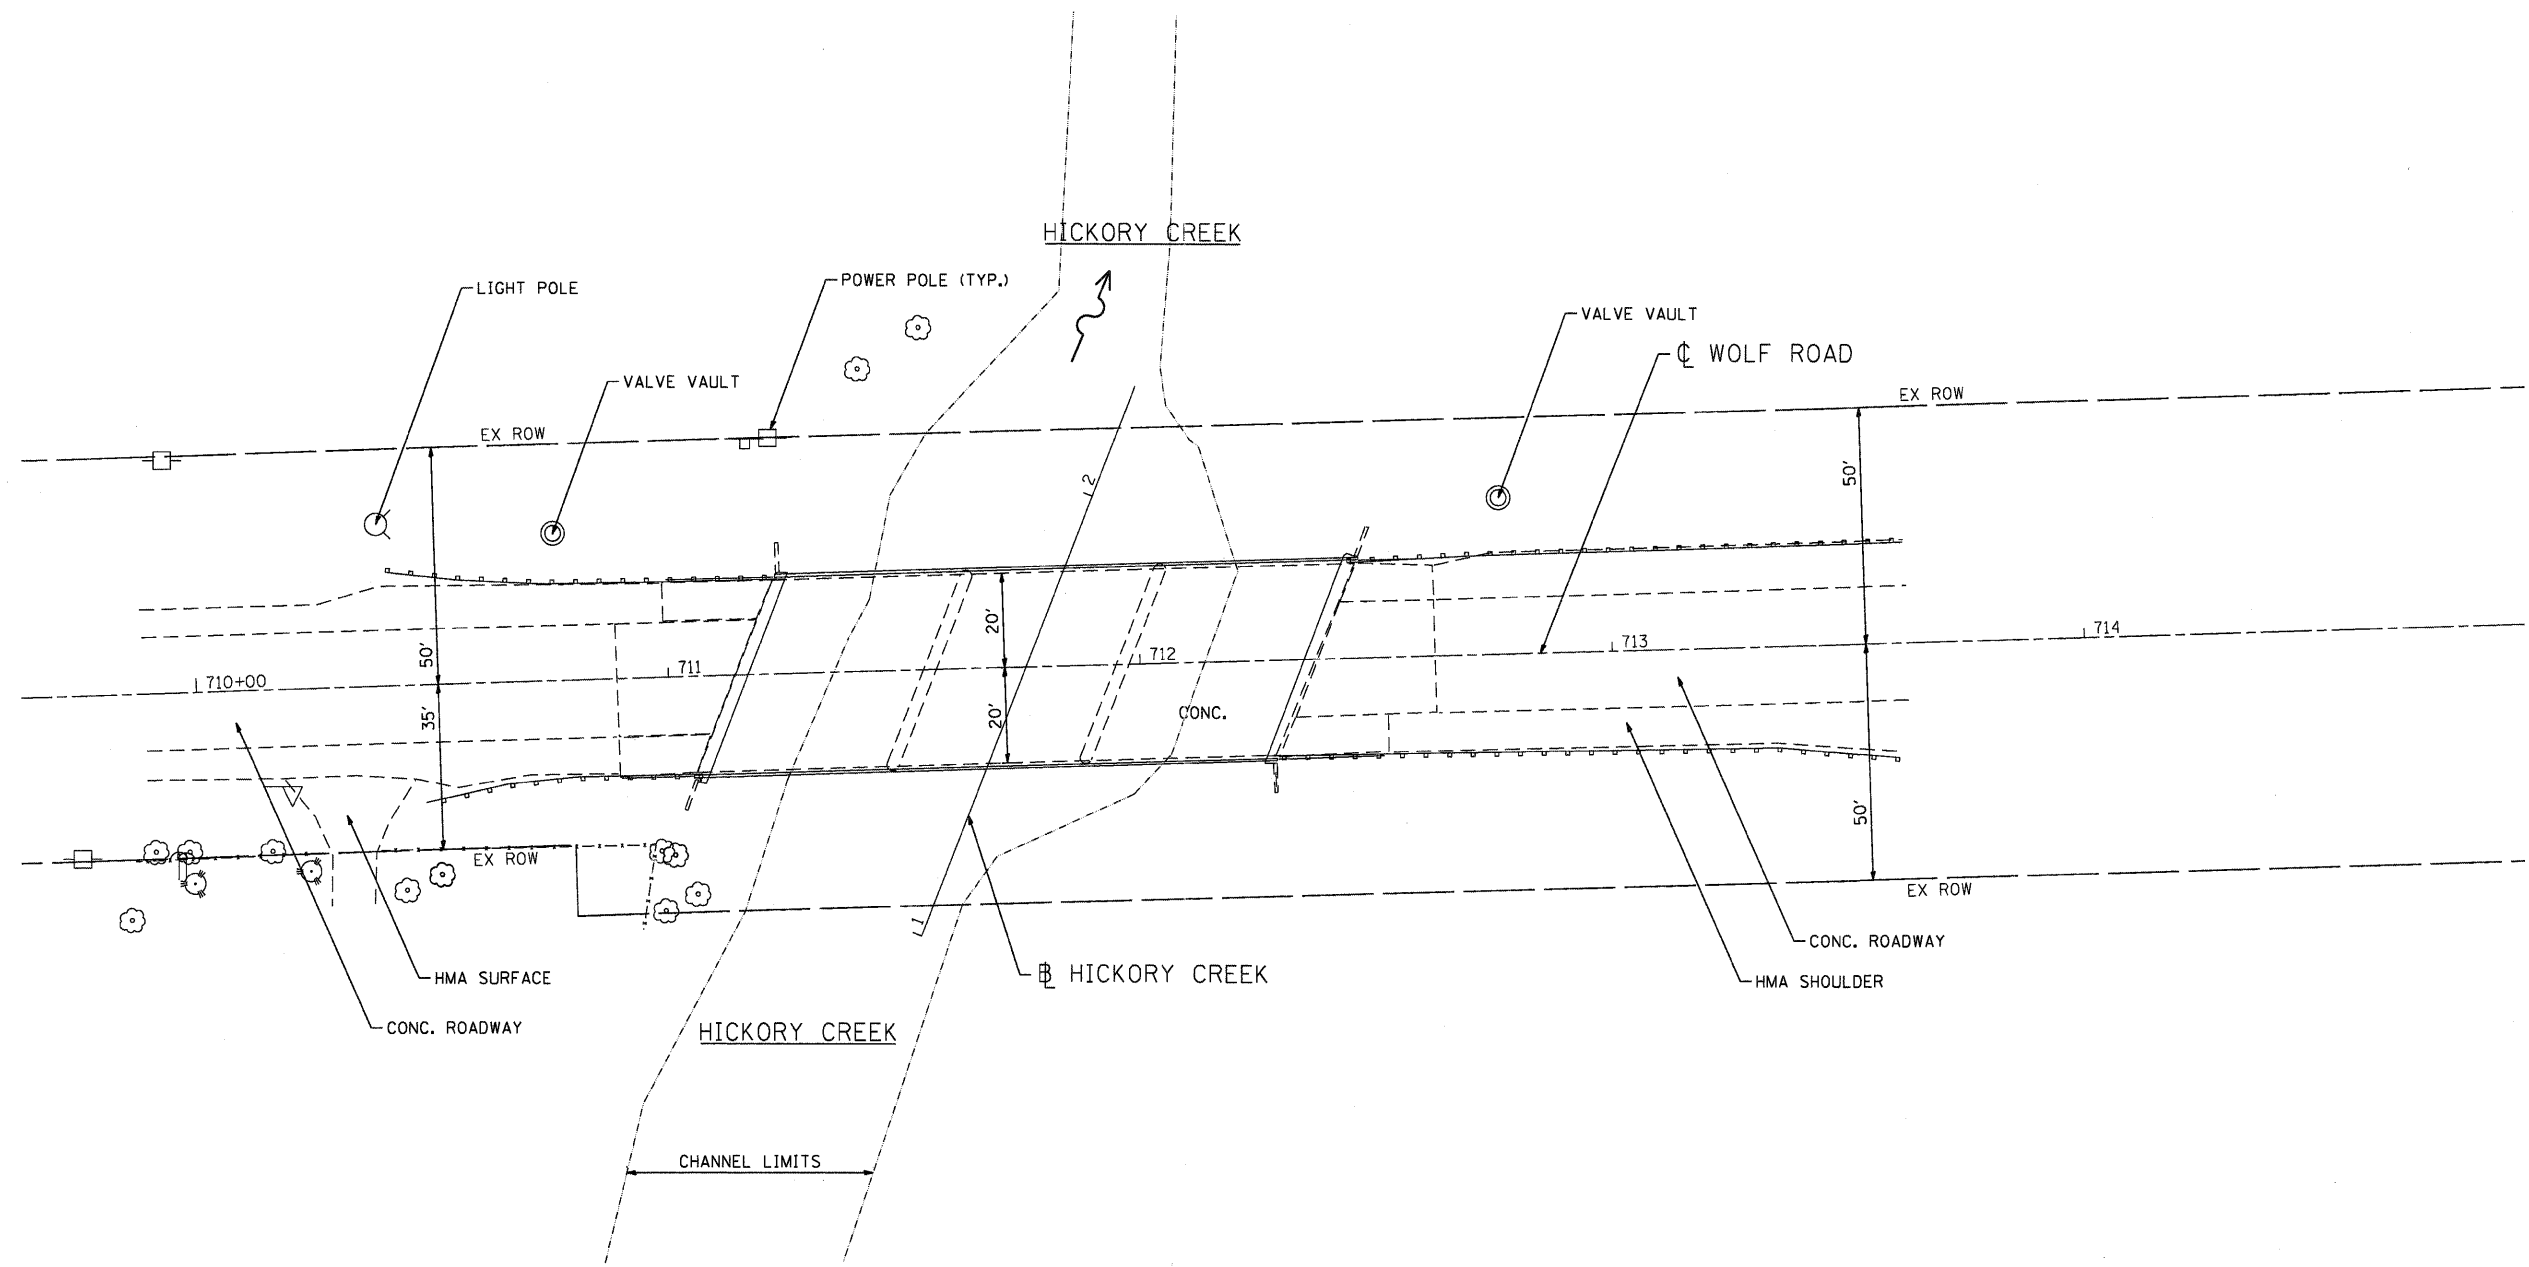 HICKORY CREEK
LIGHT POLE
POWER POLE (TYP.)
VALVE VAULT
VALVE VAULT
℄ WOLF ROAD
EX ROW
EX ROW
50'
2
50'
20'
710+00
711
712
713
714
35'
20'
CONC.
50'
EX ROW
EX ROW
1
CONC. ROADWAY
HMA SURFACE
B̵L HICKORY CREEK
HMA SHOULDER
CONC. ROADWAY
HICKORY CREEK
CHANNEL LIMITS